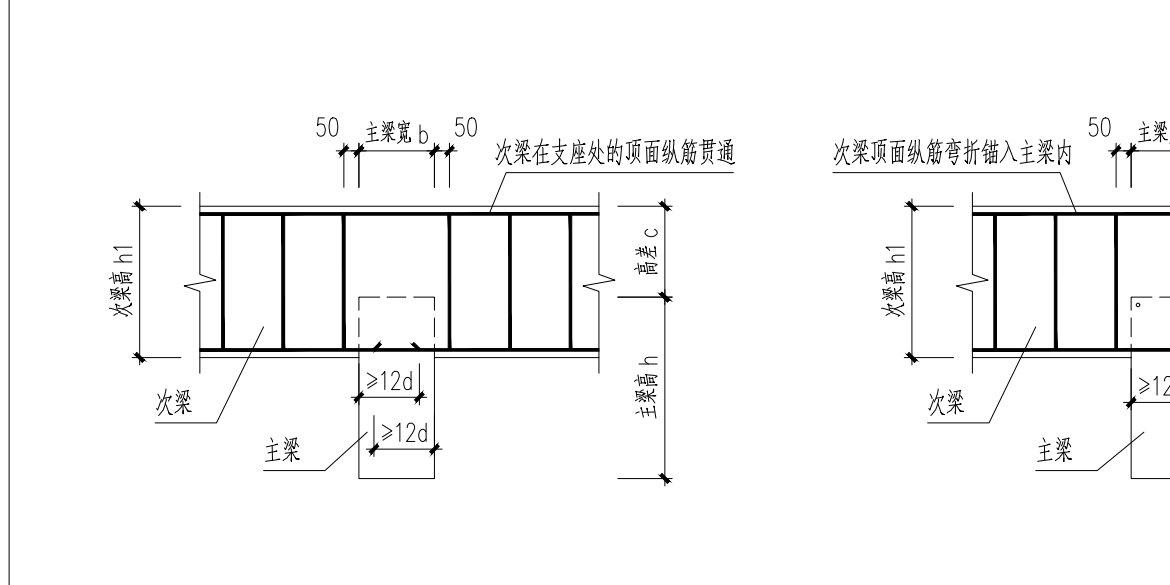 50 主梁宽 b 50
次梁在支座处的顶面纵筋贯通
次梁高 h1
高差 c
主梁高 h
≥12d
≥12d
次梁
主梁
50 主梁
次梁顶面纵筋弯折锚入主梁内
次梁高 h1
≥12
次梁
主梁